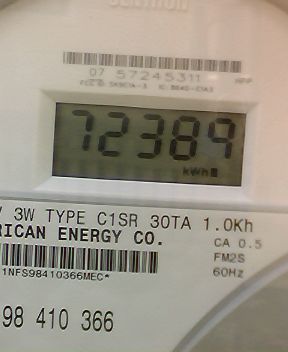 07 57245311
72389
kWh
3W TYPE C1SR 30TA 1.0Kh
RICAN ENERGY CO.
CA 0.5
FM2S
60Hz
1NFS98410366MEC*
98 410 366